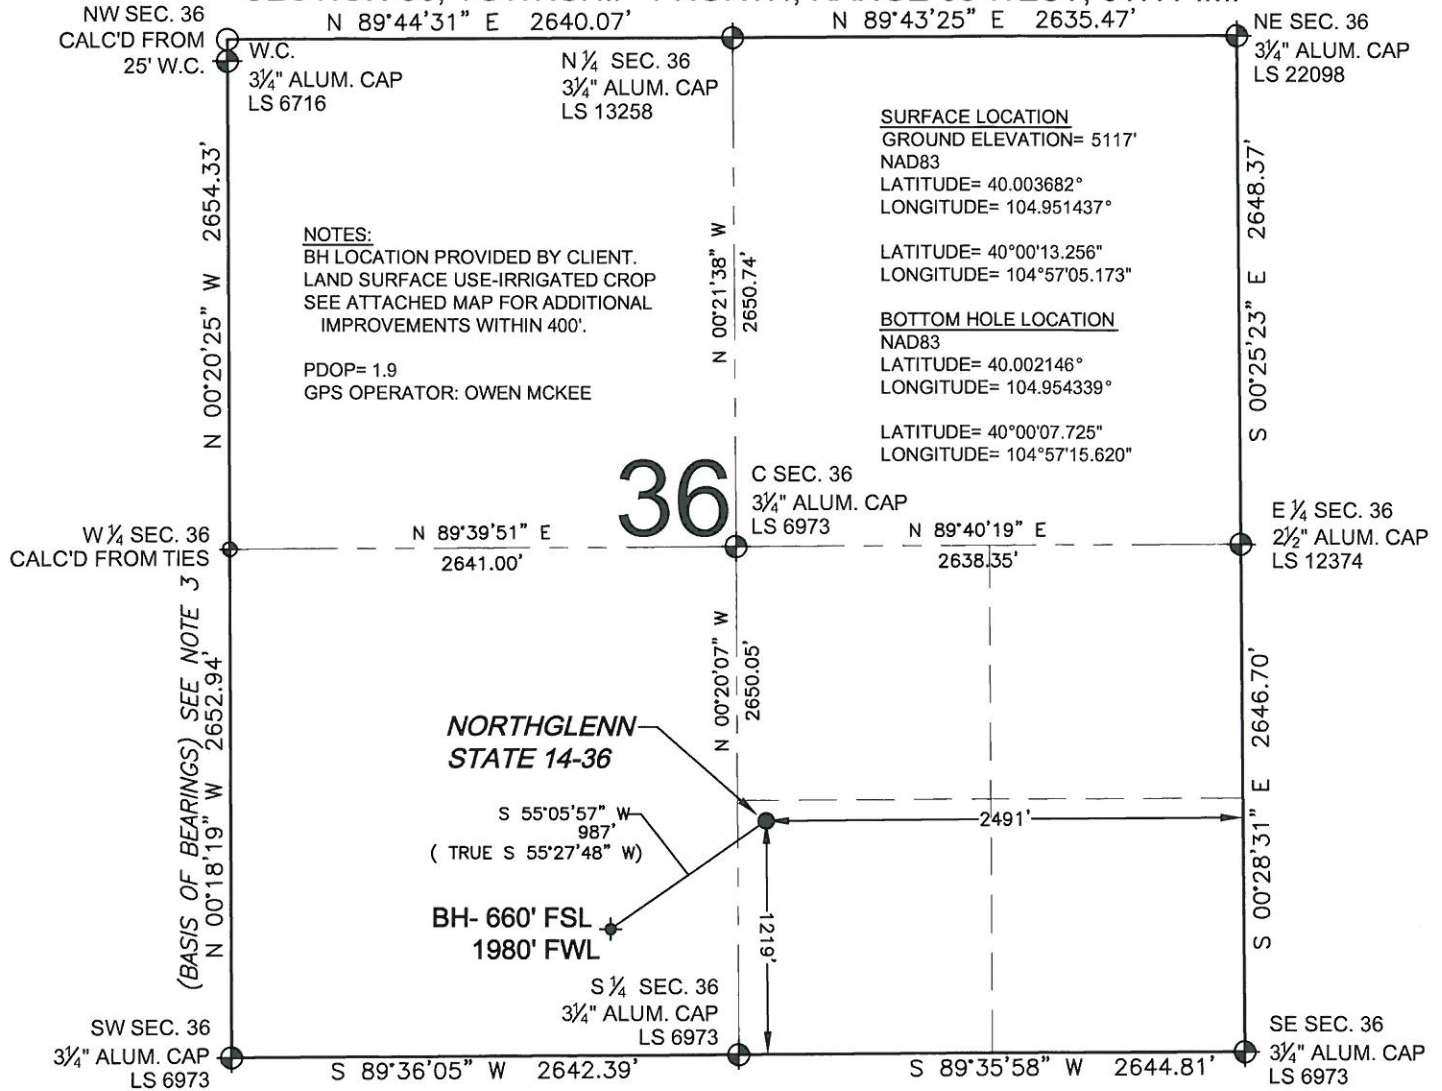 N 89°44'31" E 2640.07'
N 89°43'25" E 2635.47'
NW SEC. 36
CALC'D FROM
25' W.C.
W.C.
3¼" ALUM. CAP
LS 6716
N ¼ SEC. 36
3¼" ALUM. CAP
LS 13258
NE SEC. 36
3¼" ALUM. CAP
LS 22098
SURFACE LOCATION
GROUND ELEVATION= 5117'
NAD83
LATITUDE= 40.003682°
LONGITUDE= 104.951437°
LATITUDE= 40°00'13.256"
LONGITUDE= 104°57'05.173"
BOTTOM HOLE LOCATION
NAD83
LATITUDE= 40.002146°
LONGITUDE= 104.954339°
LATITUDE= 40°00'07.725"
LONGITUDE= 104°57'15.620"
NOTES:
BH LOCATION PROVIDED BY CLIENT.
LAND SURFACE USE-IRRIGATED CROP
SEE ATTACHED MAP FOR ADDITIONAL
IMPROVEMENTS WITHIN 400'.
PDOP= 1.9
GPS OPERATOR: OWEN MCKEE
N 00°20'25" W 2654.33'
N 00°21'38" W
2650.74'
S 00°25'23" E 2648.37'
36
C SEC. 36
3¼" ALUM. CAP
LS 6973
W ¼ SEC. 36
CALC'D FROM TIES
N 89°39'51" E
2641.00'
N 89°40'19" E
2638.35'
E ¼ SEC. 36
2½" ALUM. CAP
LS 12374
(BASIS OF BEARINGS) SEE NOTE 3
N 00°18'19" W 2652.94'
N 00°20'07" W
2650.05'
S 00°28'31" E 2646.70'
NORTHGLENN
STATE 14-36
S 55°05'57" W
987'
( TRUE S 55°27'48" W)
2491'
1219'
BH- 660' FSL
1980' FWL
S ¼ SEC. 36
3¼" ALUM. CAP
LS 6973
SW SEC. 36
3¼" ALUM. CAP
LS 6973
S 89°36'05" W 2642.39'
S 89°35'58" W 2644.81'
SE SEC. 36
3¼" ALUM. CAP
LS 6973